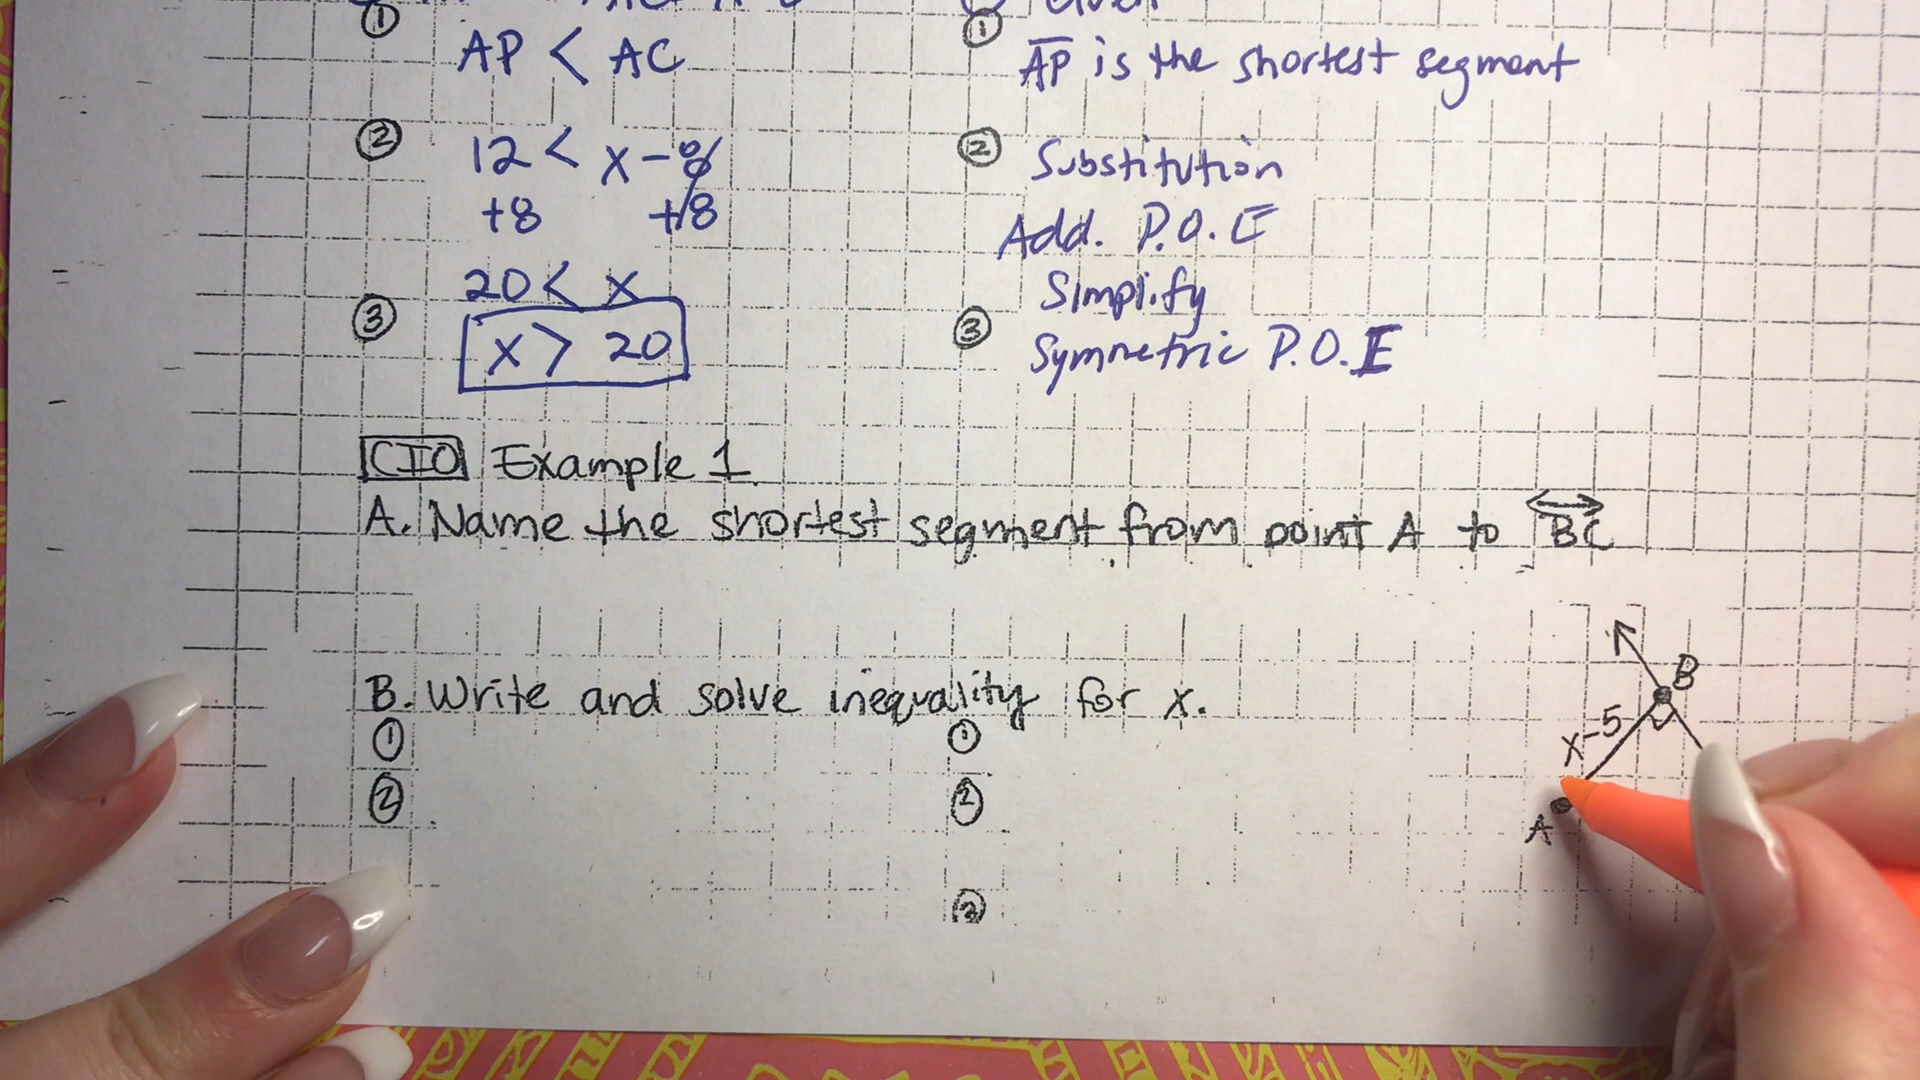 ① ①
AP < AC AP is the shortest segment
② 12 < x - 8 ② Substitution
+8 +8 Add. P.O.E
20 < x Simplify
③ x > 20 ③ Symmetric P.O.E
CIO Example 1
A. Name the shortest segment from point A to BC
B
B. Write and solve inequality for x.
x-5
① ①
② ②
A